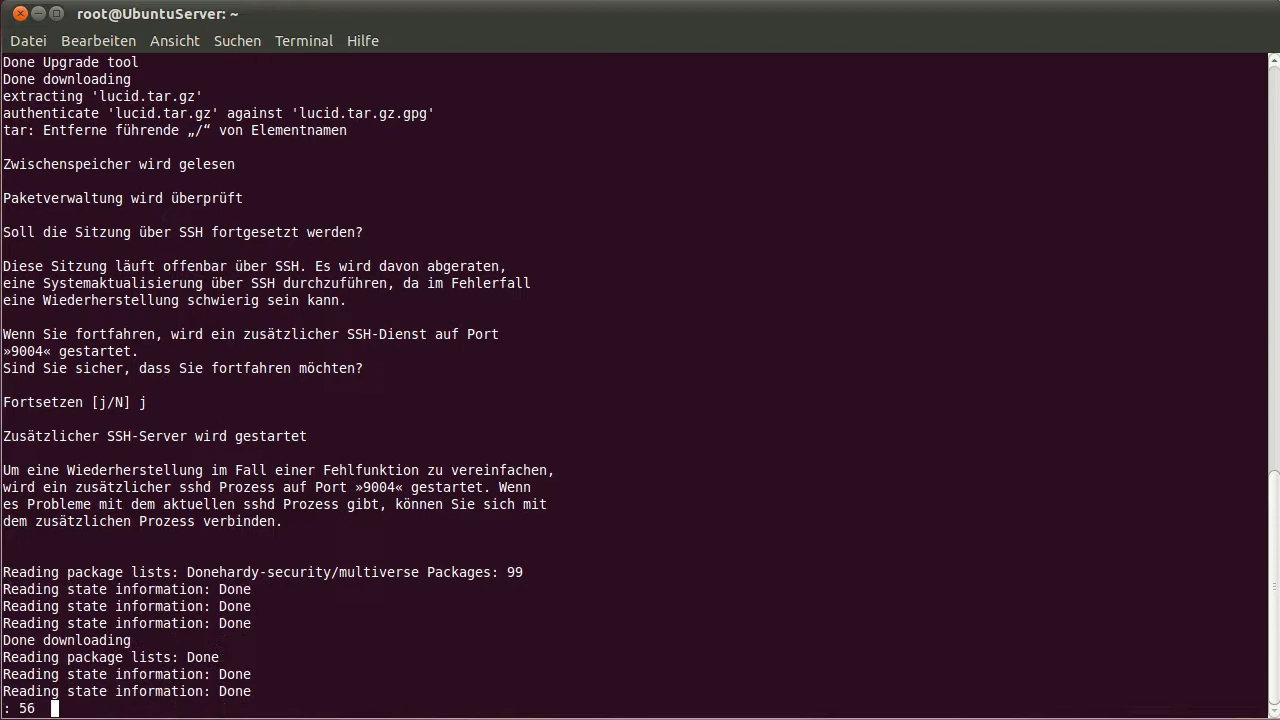 root@UbuntuServer: ~
Datei Bearbeiten Ansicht Suchen Terminal Hilfe
Done Upgrade tool
Done downloading
extracting 'lucid.tar.gz'
authenticate 'lucid.tar.gz' against 'lucid.tar.gz.gpg'
tar: Entferne führende „/“ von Elementnamen
Zwischenspeicher wird gelesen
Paketverwaltung wird überprüft
Soll die Sitzung über SSH fortgesetzt werden?
Diese Sitzung läuft offenbar über SSH. Es wird davon abgeraten,
eine Systemaktualisierung über SSH durchzuführen, da im Fehlerfall
eine Wiederherstellung schwierig sein kann.
Wenn Sie fortfahren, wird ein zusätzlicher SSH-Dienst auf Port
»9004« gestartet.
Sind Sie sicher, dass Sie fortfahren möchten?
Fortsetzen [j/N] j
Zusätzlicher SSH-Server wird gestartet
Um eine Wiederherstellung im Fall einer Fehlfunktion zu vereinfachen,
wird ein zusätzlicher sshd Prozess auf Port »9004« gestartet. Wenn
es Probleme mit dem aktuellen sshd Prozess gibt, können Sie sich mit
dem zusätzlichen Prozess verbinden.
Reading package lists: Donehardy-security/multiverse Packages: 99
Reading state information: Done
Reading state information: Done
Reading state information: Done
Done downloading
Reading package lists: Done
Reading state information: Done
Reading state information: Done
: 56